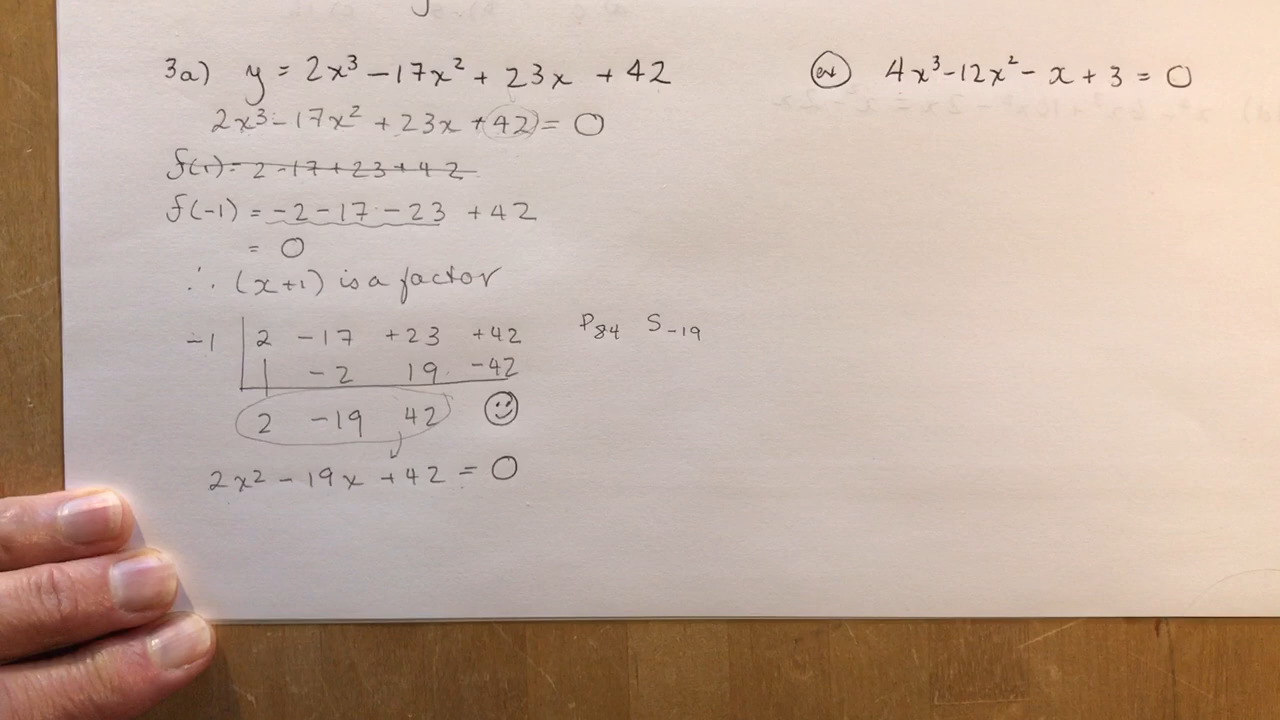 3a) y = 2x³ - 17x² + 23x + 42
2x³ - 17x² + 23x + 42 = 0
f(1) = 2 - 17 + 23 + 42
f(-1) = -2 - 17 - 23 + 42
= 0
∴ (x+1) is a factor
-1 | 2 -17 +23 +42
-2 19 -42
2 -19 42 ☺
2x² - 19x + 42 = 0
P84 S-19
4x³ - 12x² - x + 3 = 0